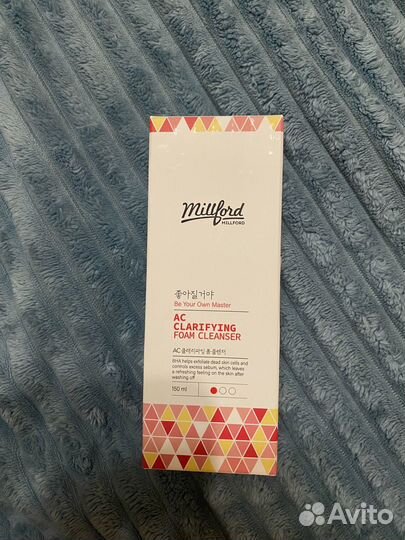 Millford
MILLFORD
좋아질거야
Be Your Own Master
AC
CLARIFYING
FOAM CLEANSER
AC 클래리파잉 폼 클렌저
BHA helps exfoliate dead skin cells and
controls excess sebum, which leaves
a refreshing feeling on the skin after
washing off
150 ml
Avito